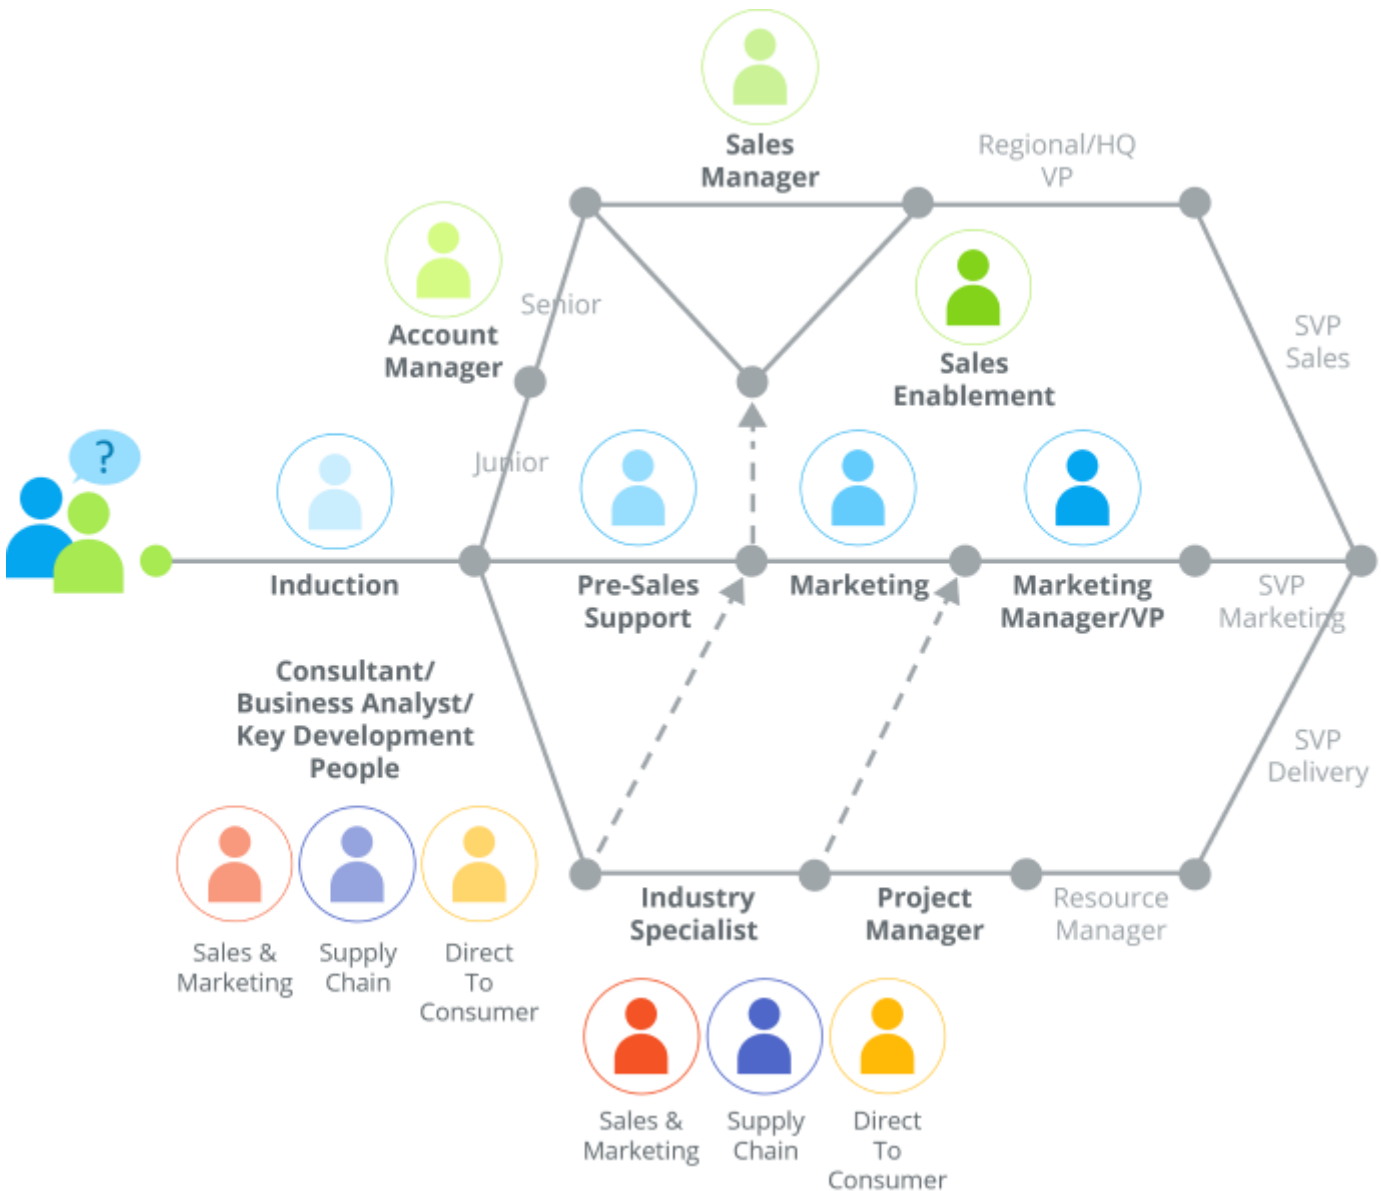 Sales
Manager
Regional/HQ
VP
Senior
Account
Manager
SVP
Sales
Sales
Enablement
?
Junior
Induction
Pre-Sales
Support
Marketing
Marketing
Manager/VP
SVP
Marketing
Consultant/
Business Analyst/
Key Development
People
SVP
Delivery
Sales &
Marketing
Supply
Chain
Direct
To
Consumer
Industry
Specialist
Project
Manager
Resource
Manager
Sales &
Marketing
Supply
Chain
Direct
To
Consumer